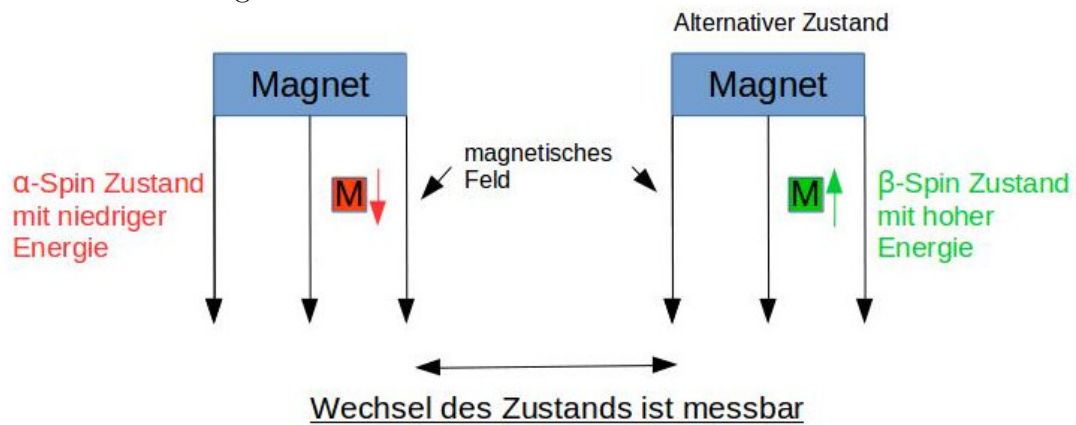 Alternativer Zustand
Magnet
Magnet
magnetisches
Feld
α-Spin Zustand
mit niedriger
Energie
M
M
β-Spin Zustand
mit hoher
Energie
Wechsel des Zustands ist messbar